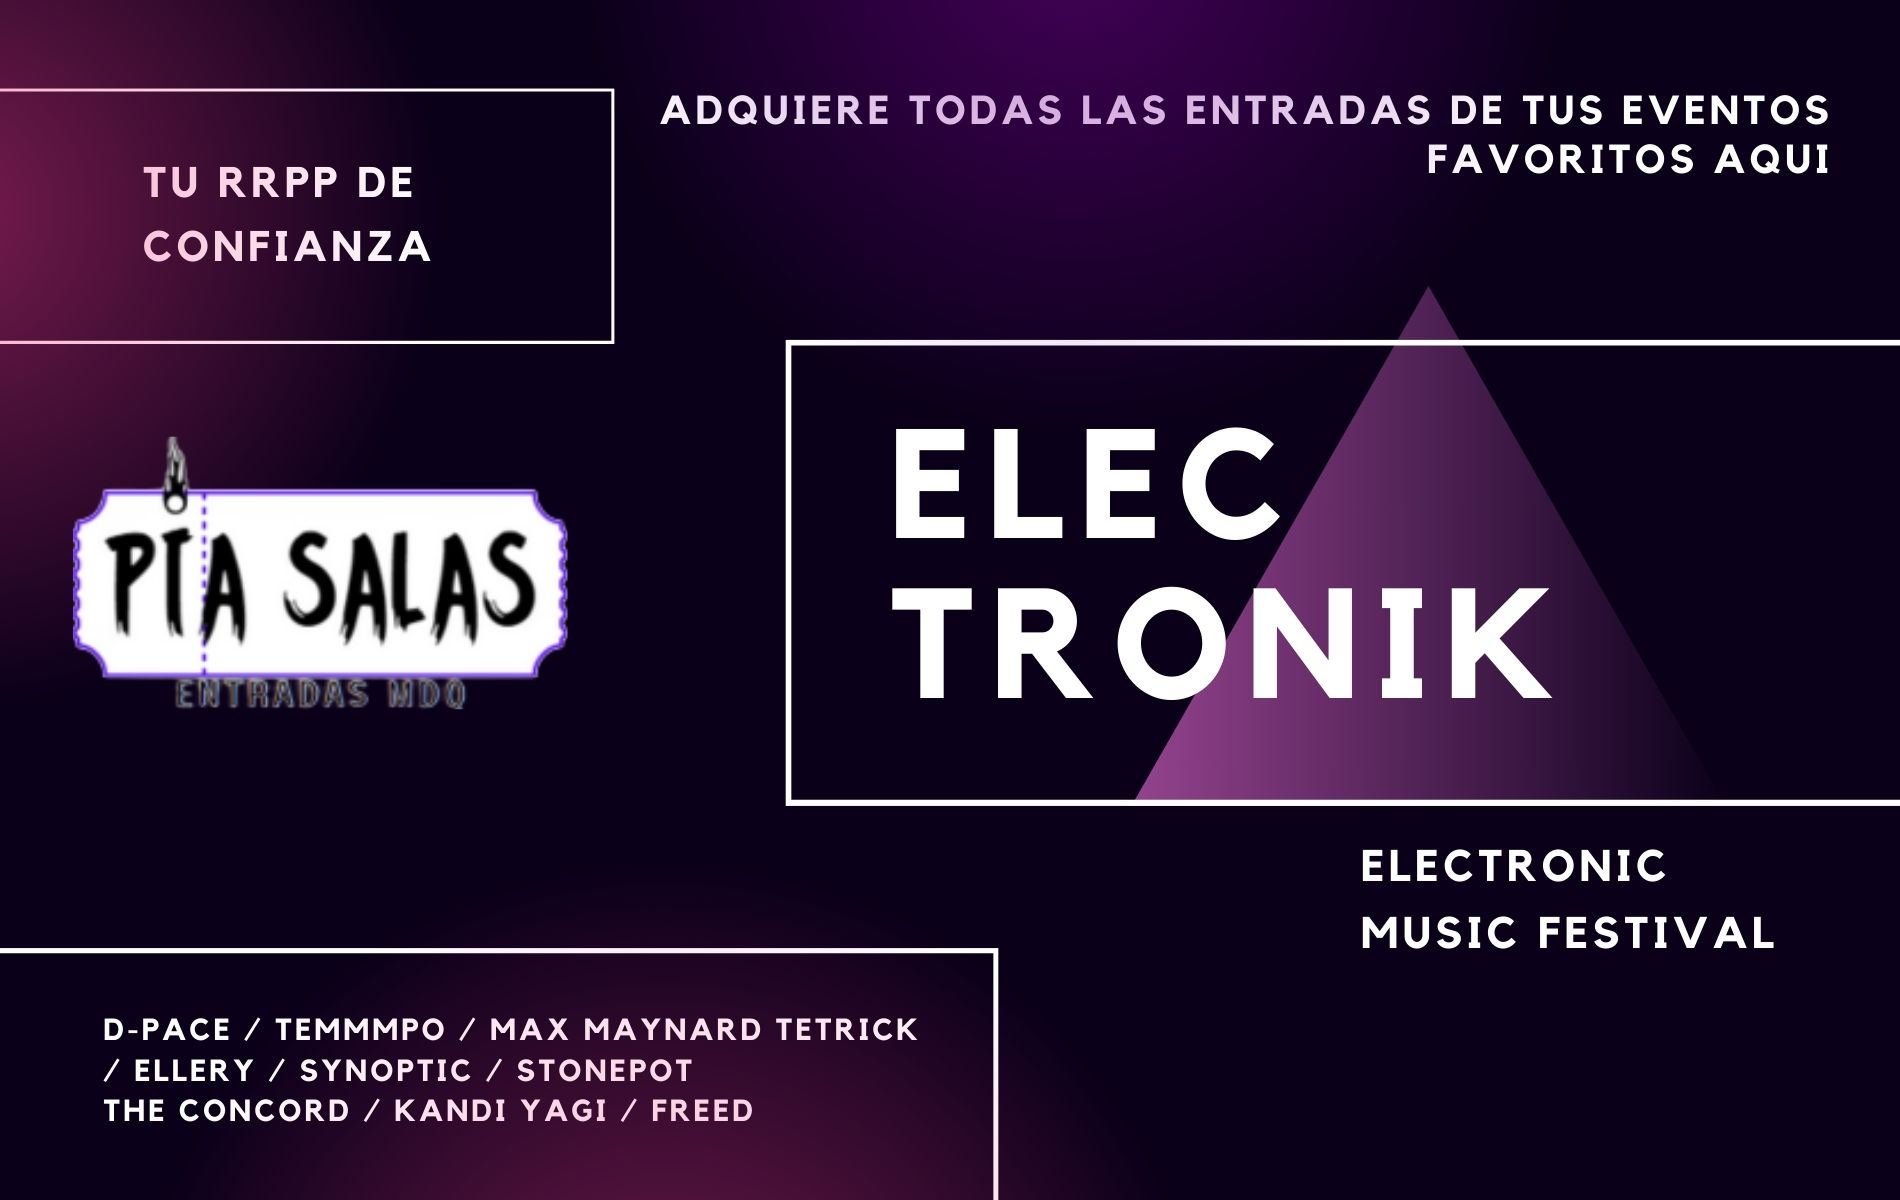 ADQUIERE TODAS LAS ENTRADAS DE TUS EVENTOS
FAVORITOS AQUI
TU RRPP DE
CONFIANZA
PIA SALAS
ENTRADAS MDQ
ELEC
TRONIK
ELECTRONIC
MUSIC FESTIVAL
D-PACE / TEMMMPO / MAX MAYNARD TETRICK
/ ELLERY / SYNOPTIC / STONEPOT
THE CONCORD / KANDI YAGI / FREED